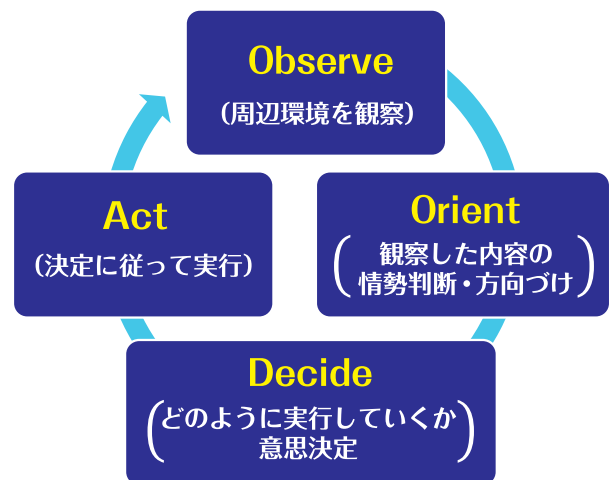 Observe
（周辺環境を観察）
Orient
（観察した内容の
情勢判断・方向づけ）
Decide
（どのように実行していくか
意思決定）
Act
（決定に従って実行）